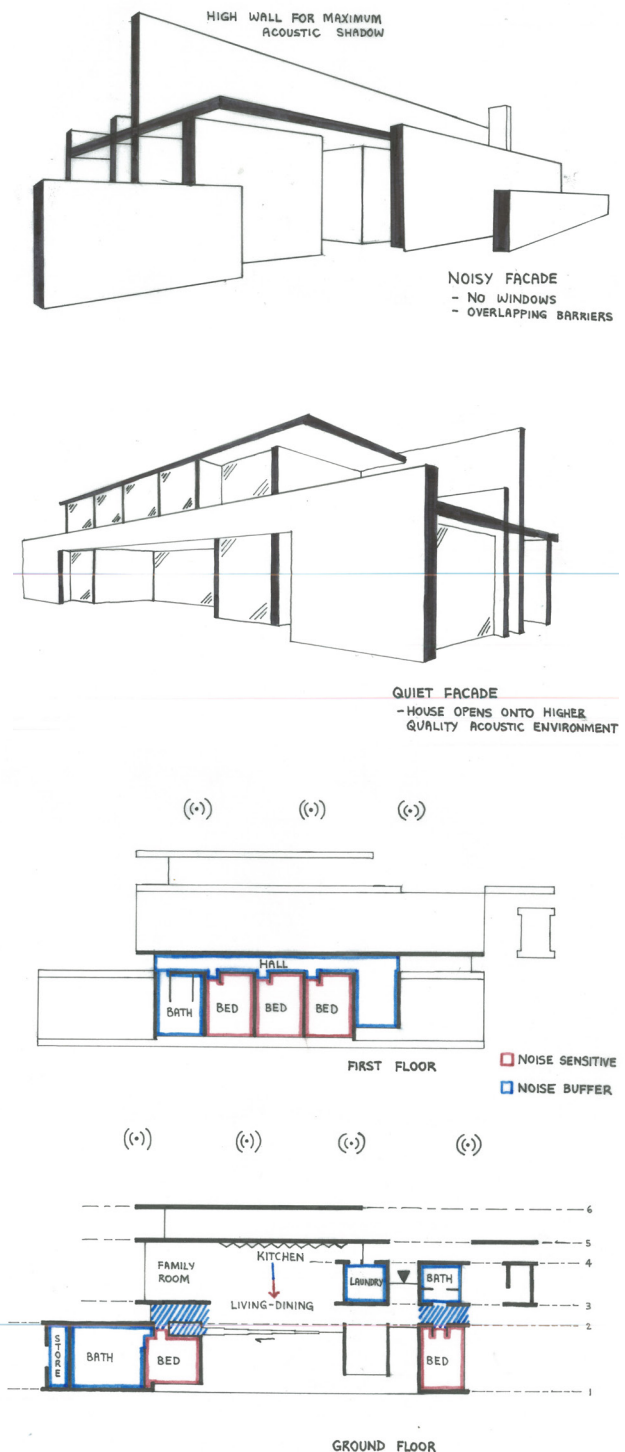 HIGH WALL FOR MAXIMUM
ACOUSTIC SHADOW
NOISY FACADE
- NO WINDOWS
- OVERLAPPING BARRIERS
QUIET FACADE
- HOUSE OPENS ONTO HIGHER
QUALITY ACOUSTIC ENVIRONMENT
HALL
BATH
BED
BED
BED
FIRST FLOOR
NOISE SENSITIVE
NOISE BUFFER
6
5
KITCHEN
4
FAMILY
ROOM
LAUNDRY
BATH
LIVING-DINING
3
2
STORE
BATH
BED
BED
1
GROUND FLOOR